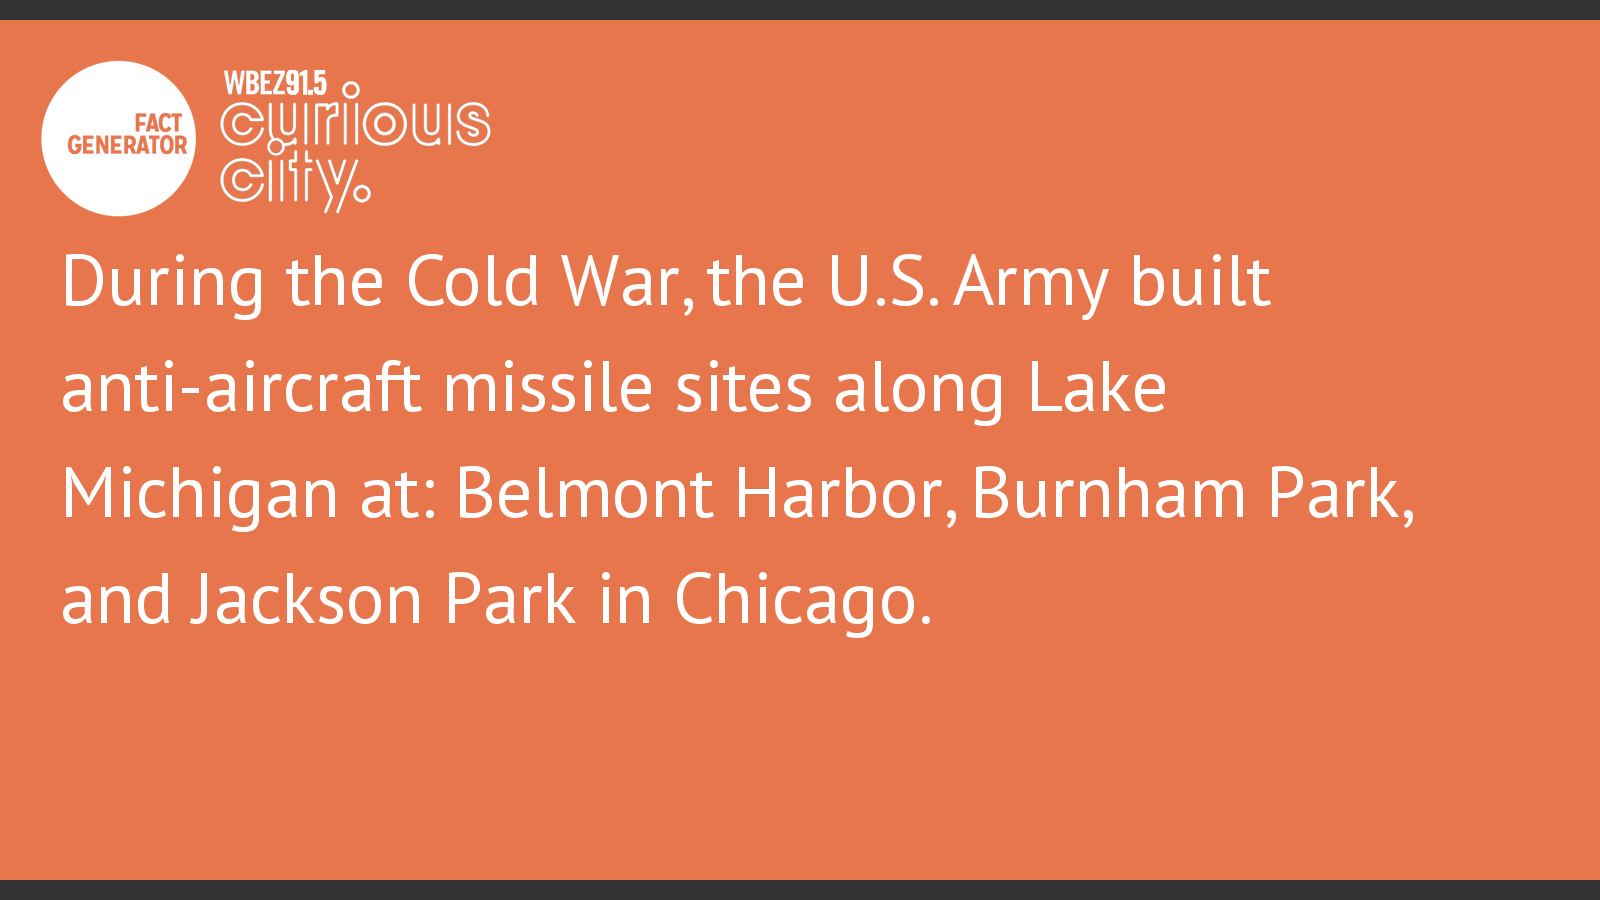 FACT
GENERATOR
WBEZ91.5
curious
city.
During the Cold War, the U.S. Army built
anti-aircraft missile sites along Lake
Michigan at: Belmont Harbor, Burnham Park,
and Jackson Park in Chicago.